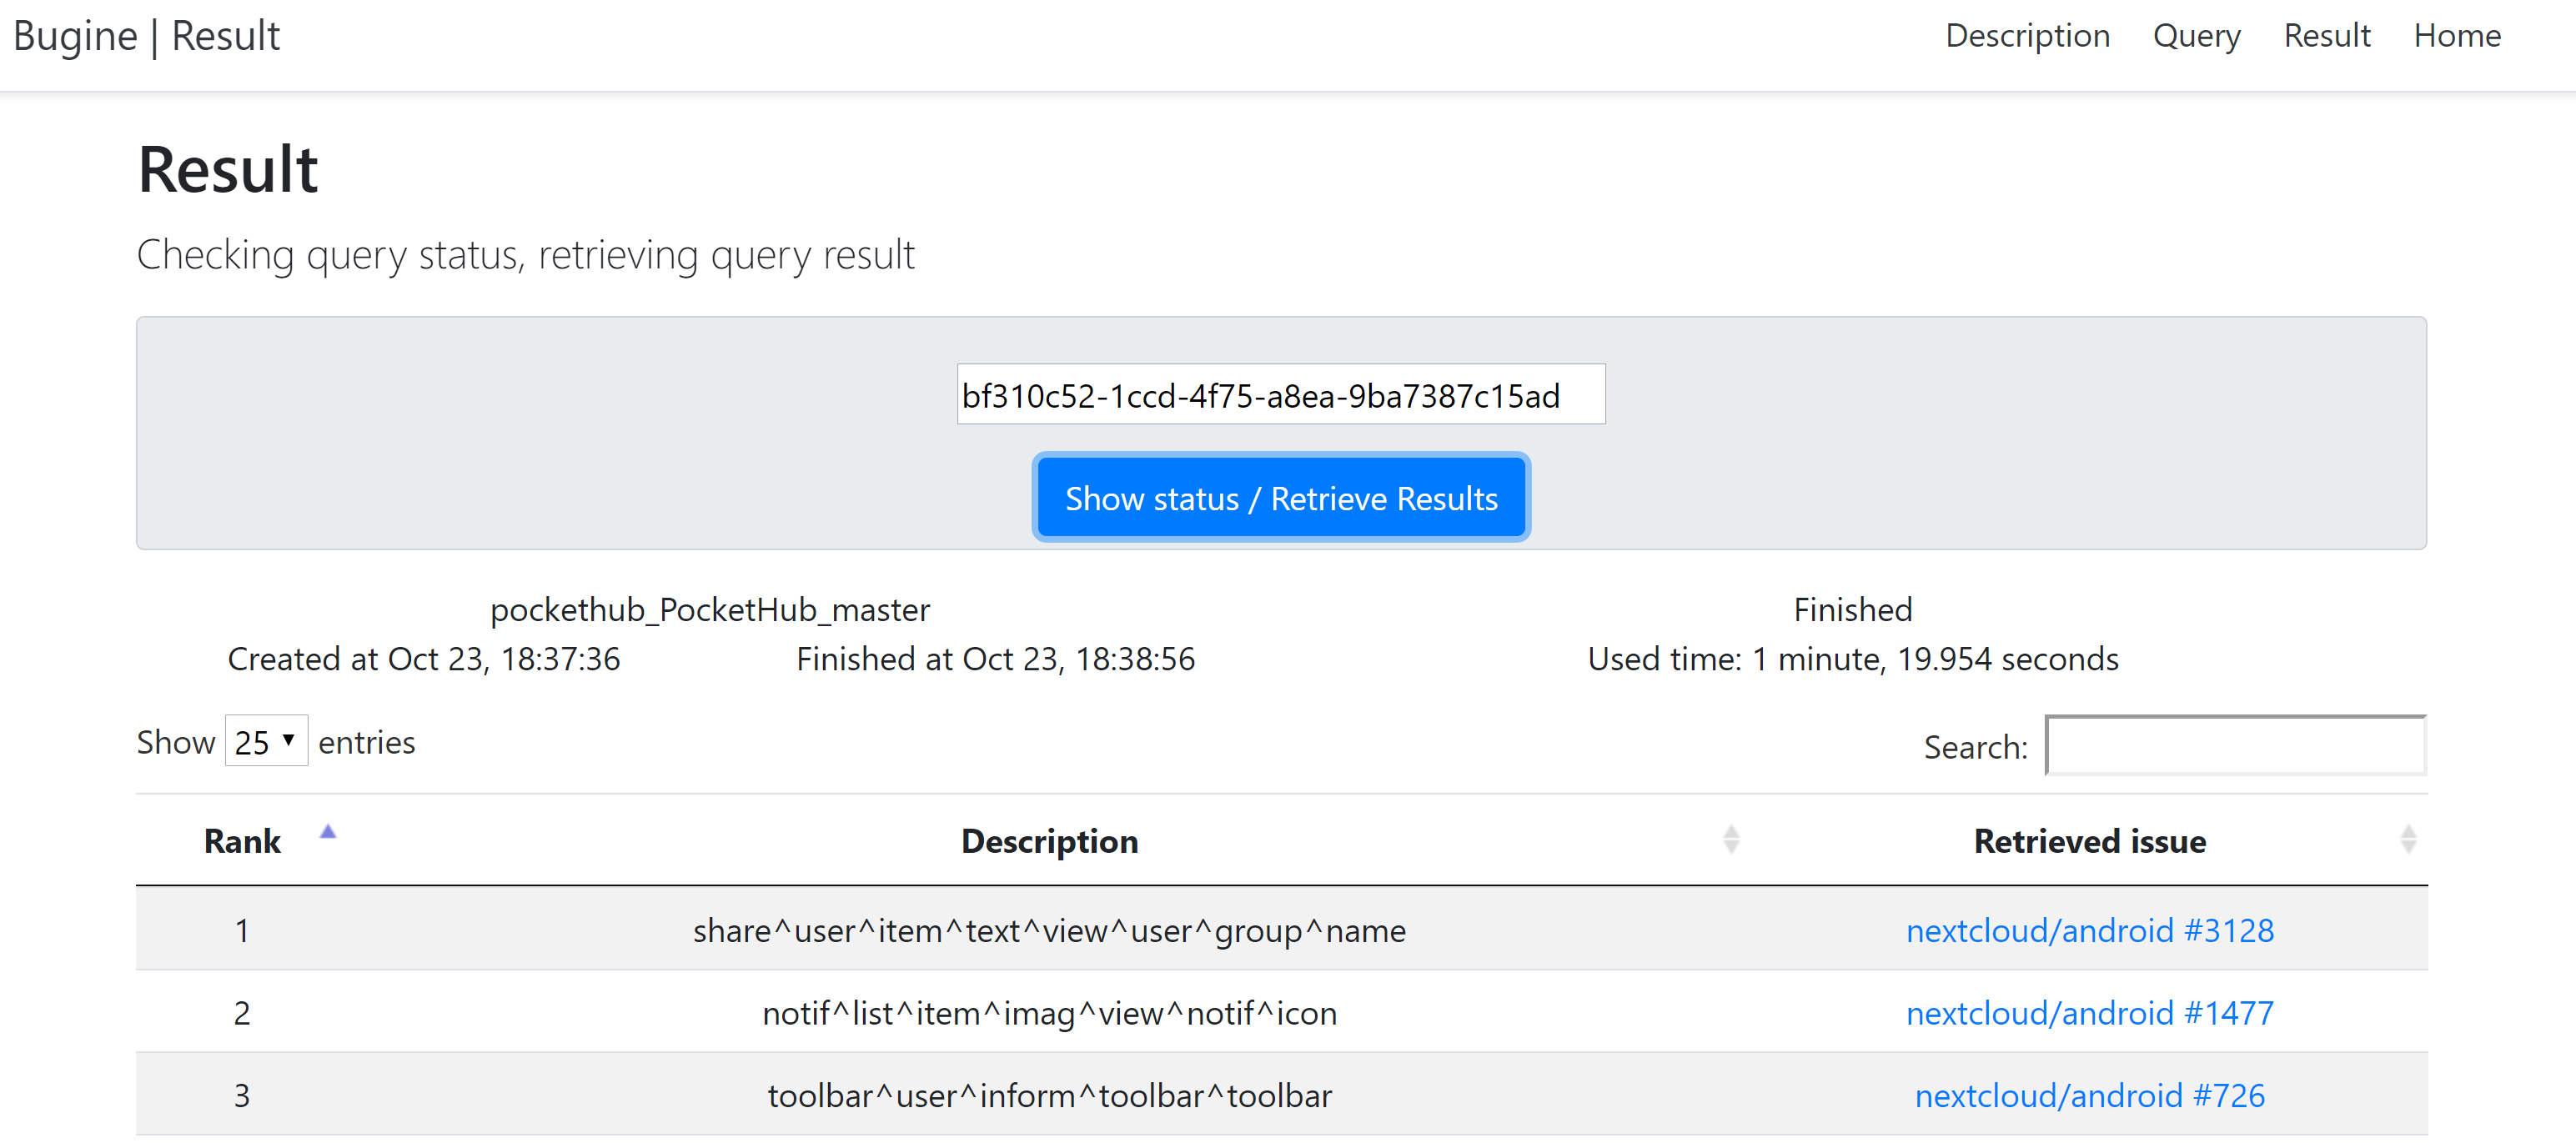 Bugine | Result Description Query Result Home
Result
Checking query status, retrieving query result
bf310c52-1ccd-4f75-a8ea-9ba7387c15ad
Show status / Retrieve Results
pockethub_PocketHub_master Finished
Created at Oct 23, 18:37:36 Finished at Oct 23, 18:38:56 Used time: 1 minute, 19.954 seconds
Show 25 entries Search:
Rank Description Retrieved issue
1 share^user^item^text^view^user^group^name nextcloud/android #3128
2 notif^list^item^imag^view^notif^icon nextcloud/android #1477
3 toolbar^user^inform^toolbar^toolbar nextcloud/android #726